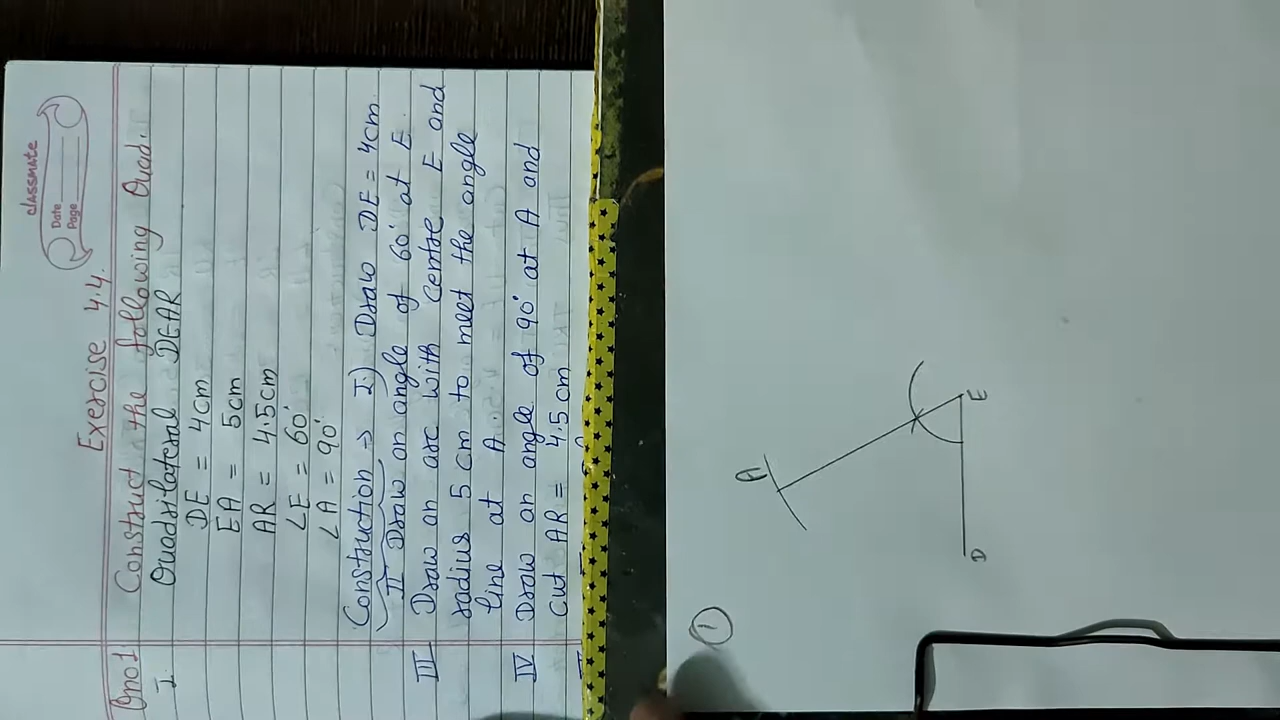 classmate
Date
Page
Exercise 4.4.
Qno1 Construct the following Quad.
I. Quadrilateral DEAR
DE = 4cm
EA = 5cm
AR = 4.5cm
∠E = 60°
∠A = 90°
Construction → I) Draw DE = 4cm.
II Draw an angle of 60° at E.
III Draw an arc with centre E and
radius 5 cm to meet the angle
line at A.
IV Draw an angle of 90° at A and
cut AR = 4.5 cm
1
A
E
D